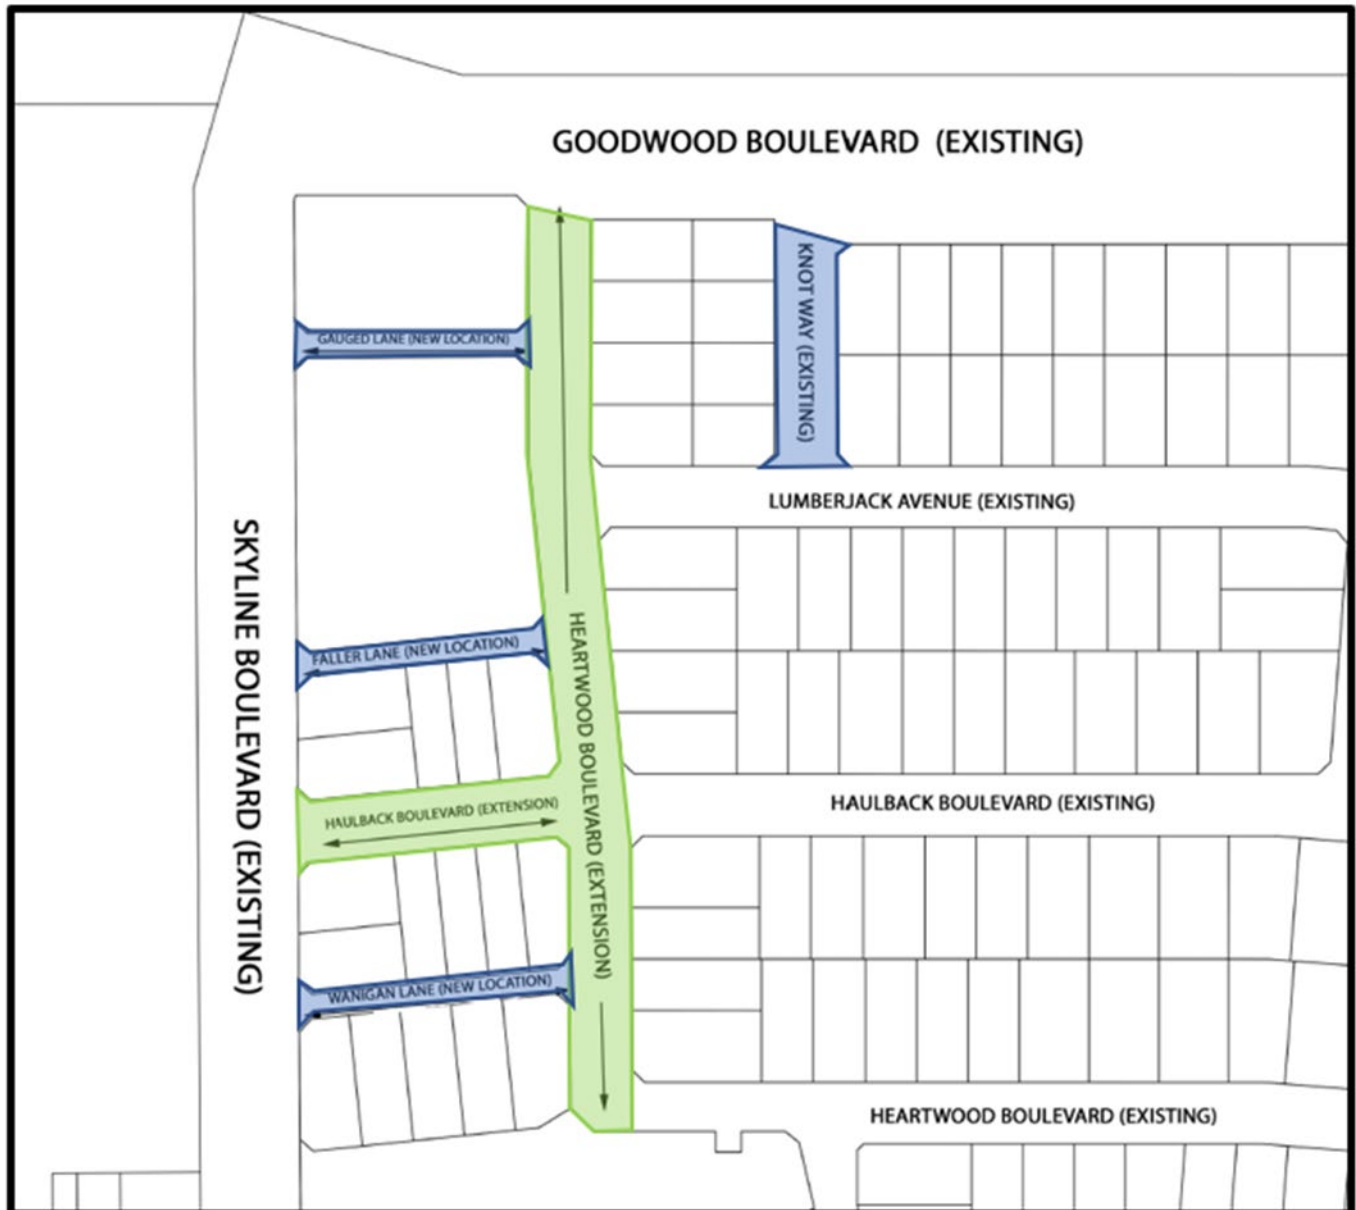 GOODWOOD BOULEVARD (EXISTING)
KNOT WAY (EXISTING)
GAUGED LANE (NEW LOCATION)
LUMBERJACK AVENUE (EXISTING)
SKYLINE BOULEVARD (EXISTING)
FALLER LANE (NEW LOCATION)
HEARTWOOD BOULEVARD (EXTENSION)
HAULBACK BOULEVARD (EXTENSION)
HAULBACK BOULEVARD (EXISTING)
WANIGAN LANE (NEW LOCATION)
HEARTWOOD BOULEVARD (EXISTING)